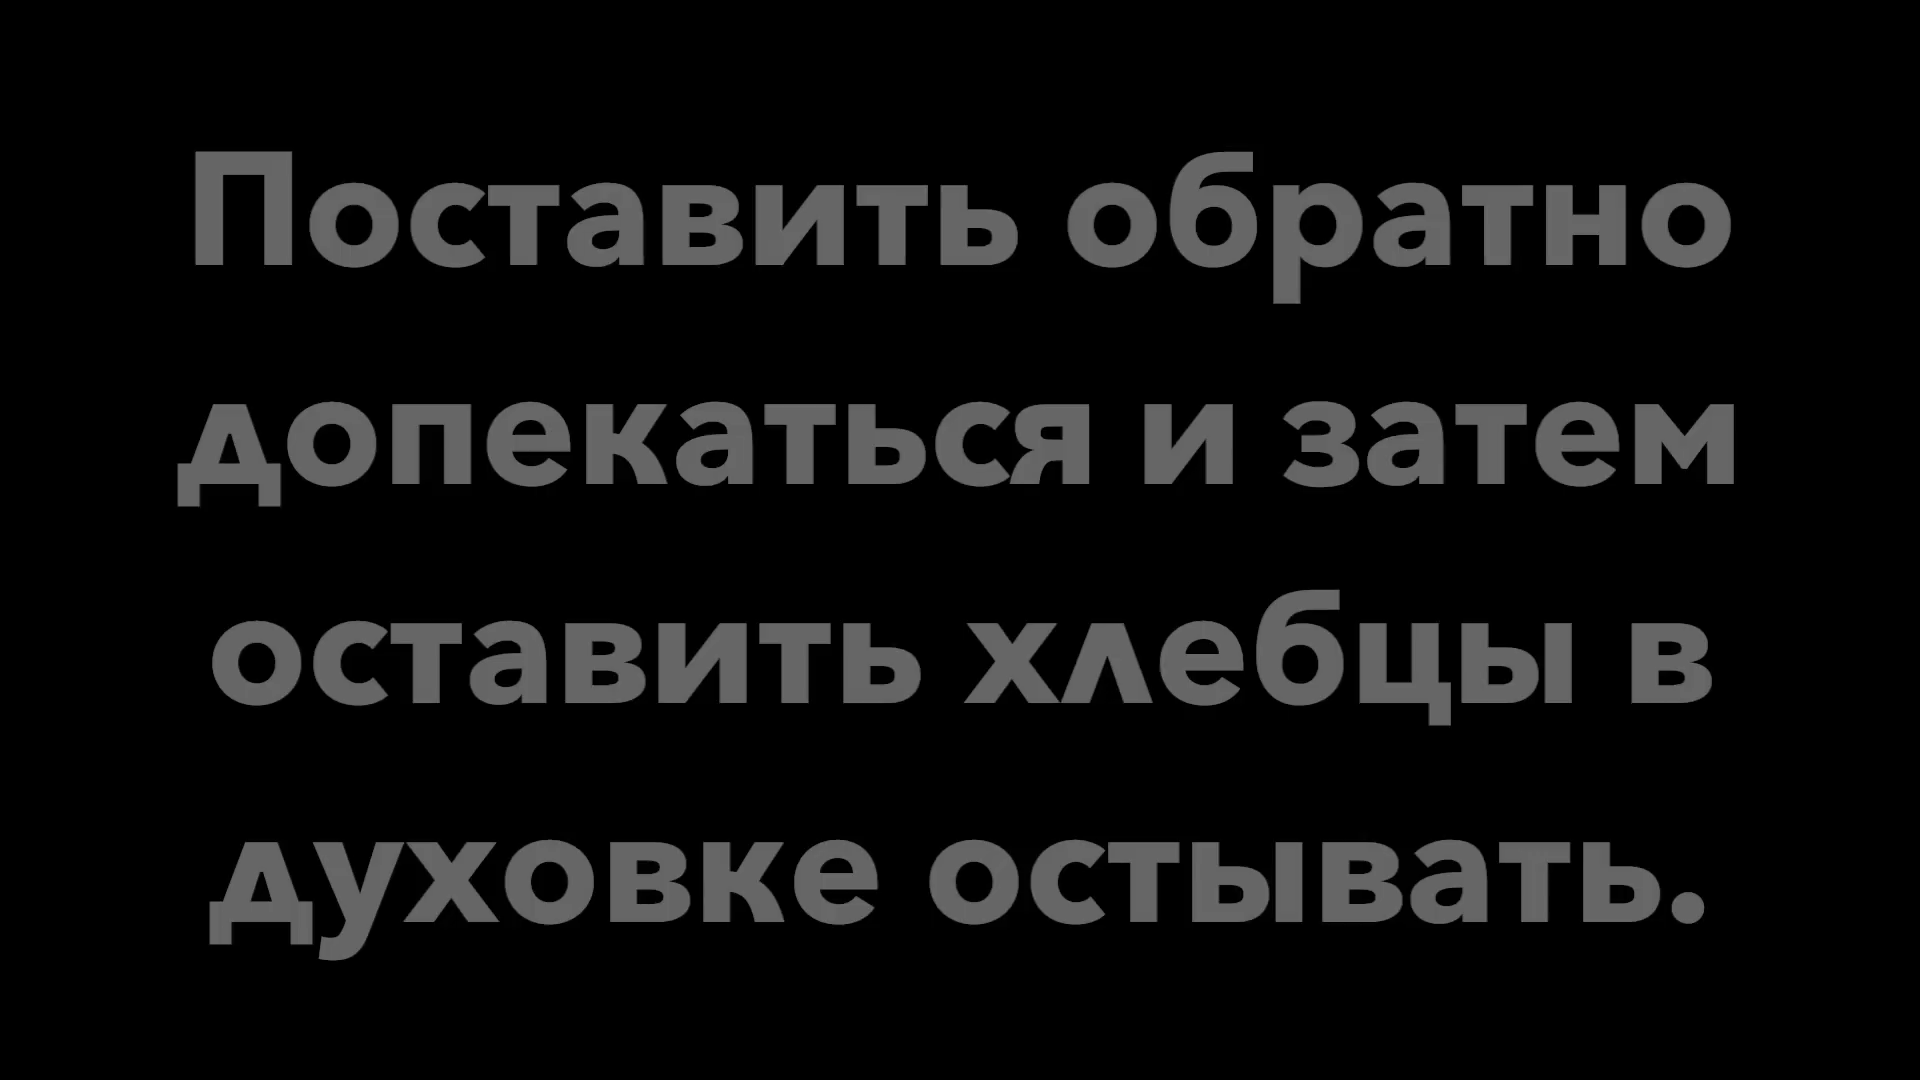 Поставить обратно
допекаться и затем
оставить хлебцы в
духовке остывать.